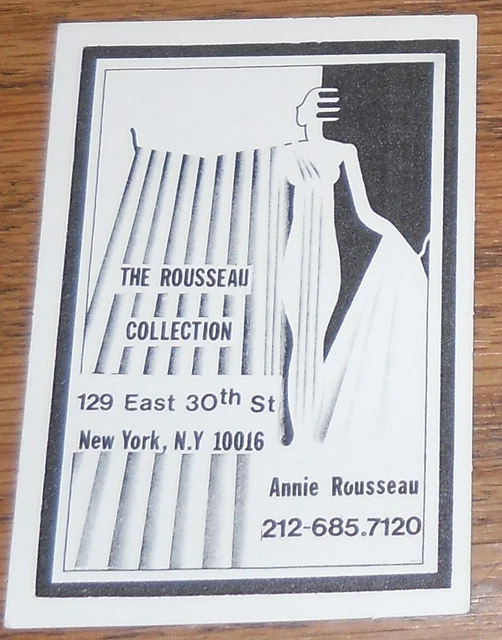 THE ROUSSEAU
COLLECTION
129 East 30th St
New York, N.Y 10016
Annie Rousseau
212-685.7120